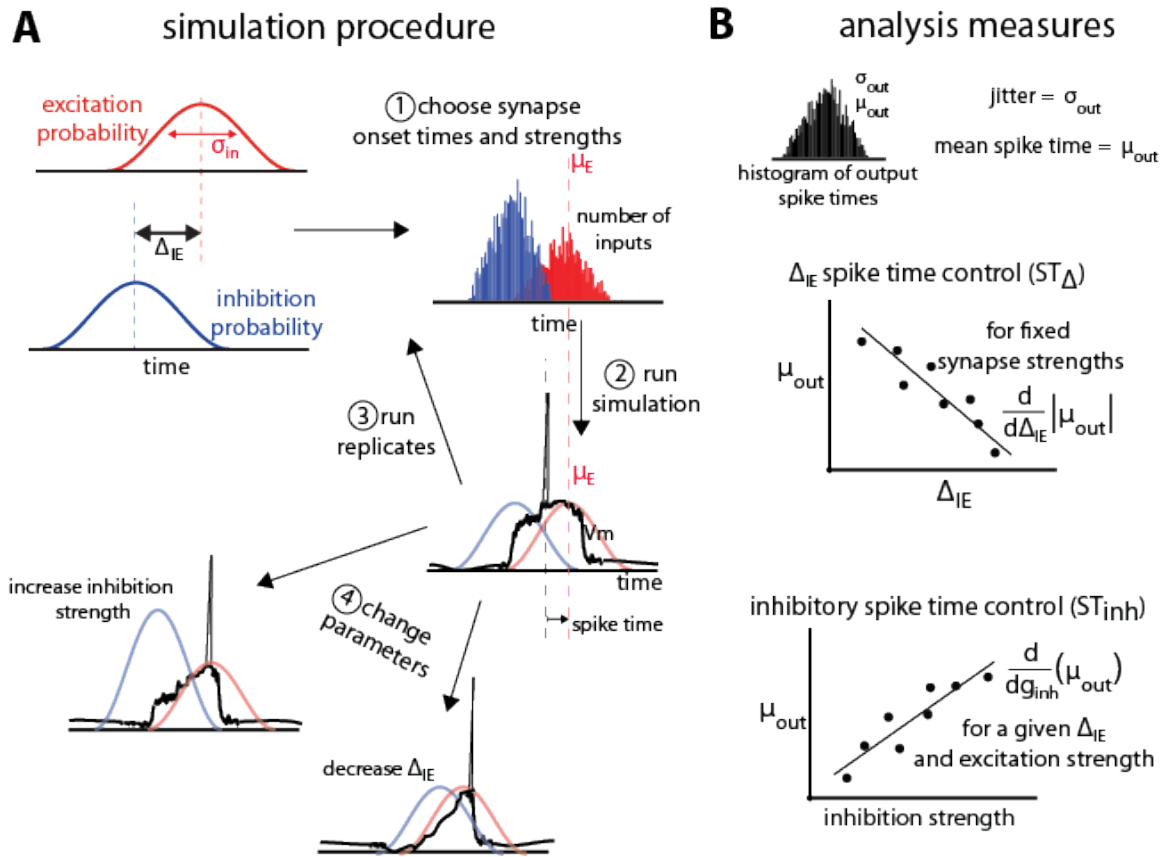 A simulation procedure
excitation
probability
σin
ΔIE
inhibition
probability
time
① choose synapse
onset times and strengths
μE
number of
inputs
time
② run
simulation
③ run
replicates
μE
Vm
time
spike time
④ change
parameters
increase inhibition
strength
decrease ΔIE
B analysis measures
σout
μout
histogram of output
spike times
jitter = σout
mean spike time = μout
ΔIE spike time control (STΔ)
μout
for fixed
synapse strengths
d/dΔIE |μout|
ΔIE
inhibitory spike time control (STinh)
μout
d/dginh (μout)
for a given ΔIE
and excitation strength
inhibition strength